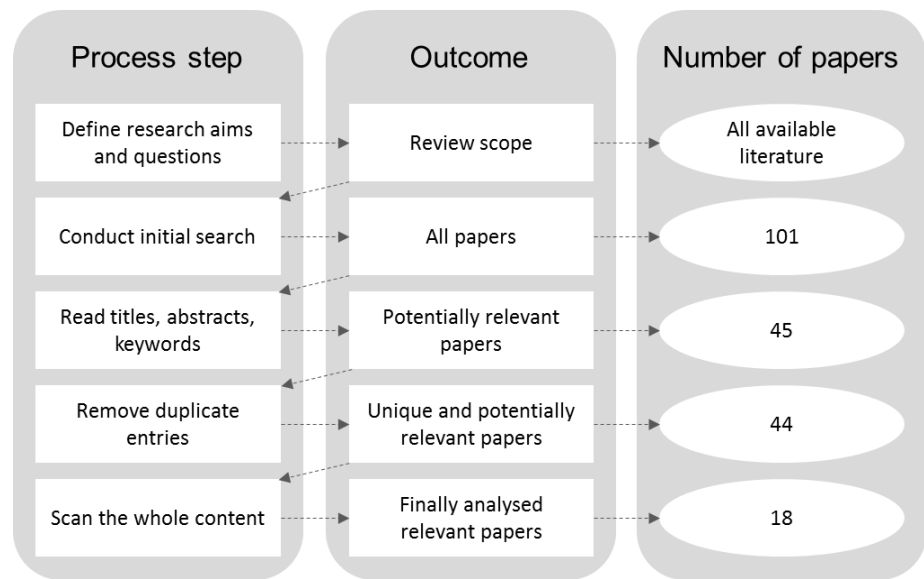 Process step
Outcome
Number of papers
Define research aims
and questions
Review scope
All available
literature
Conduct initial search
All papers
101
Read titles, abstracts,
keywords
Potentially relevant
papers
45
Remove duplicate
entries
Unique and potentially
relevant papers
44
Scan the whole content
Finally analysed
relevant papers
18